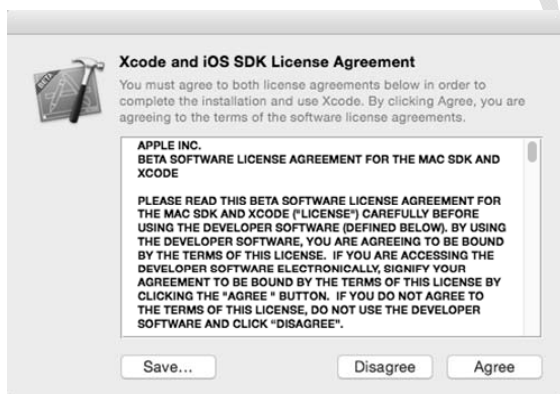 Xcode and iOS SDK License Agreement
You must agree to both license agreements below in order to
complete the installation and use Xcode. By clicking Agree, you are
agreeing to the terms of the software license agreements.
APPLE INC.
BETA SOFTWARE LICENSE AGREEMENT FOR THE MAC SDK AND
XCODE
PLEASE READ THIS BETA SOFTWARE LICENSE AGREEMENT FOR
THE MAC SDK AND XCODE ("LICENSE") CAREFULLY BEFORE
USING THE DEVELOPER SOFTWARE (DEFINED BELOW). BY USING
THE DEVELOPER SOFTWARE, YOU ARE AGREEING TO BE BOUND
BY THE TERMS OF THIS LICENSE. IF YOU ARE ACCESSING THE
DEVELOPER SOFTWARE ELECTRONICALLY, SIGNIFY YOUR
AGREEMENT TO BE BOUND BY THE TERMS OF THIS LICENSE BY
CLICKING THE "AGREE " BUTTON. IF YOU DO NOT AGREE TO
THE TERMS OF THIS LICENSE, DO NOT USE THE DEVELOPER
SOFTWARE AND CLICK “DISAGREE”.
Save... Disagree Agree
BETA